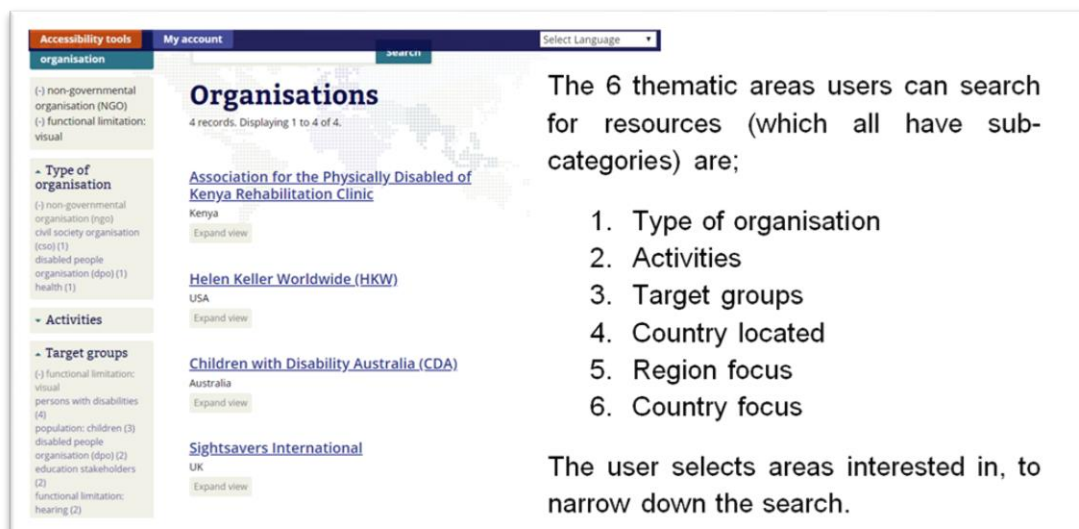 Accessibility tools
My account
Select Language
organisation
Search
(-) non-governmental
organisation (NGO)
(-) functional limitation:
visual
Type of
organisation
(-) non-governmental
organisation (ngo)
civil society organisation
(cso) (1)
disabled people
organisation (dpo) (1)
health (1)
Activities
Target groups
(-) functional limitation:
visual
persons with disabilities
(4)
population: children (3)
disabled people
organisation (dpo) (2)
education stakeholders
(2)
functional limitation:
hearing (2)
Organisations
4 records. Displaying 1 to 4 of 4.
Association for the Physically Disabled of
Kenya Rehabilitation Clinic
Kenya
Expand view
Helen Keller Worldwide (HKW)
USA
Expand view
Children with Disability Australia (CDA)
Australia
Expand view
Sightsavers International
UK
Expand view
The 6 thematic areas users can search
for resources (which all have sub-
categories) are;
1. Type of organisation
2. Activities
3. Target groups
4. Country located
5. Region focus
6. Country focus
The user selects areas interested in, to
narrow down the search.